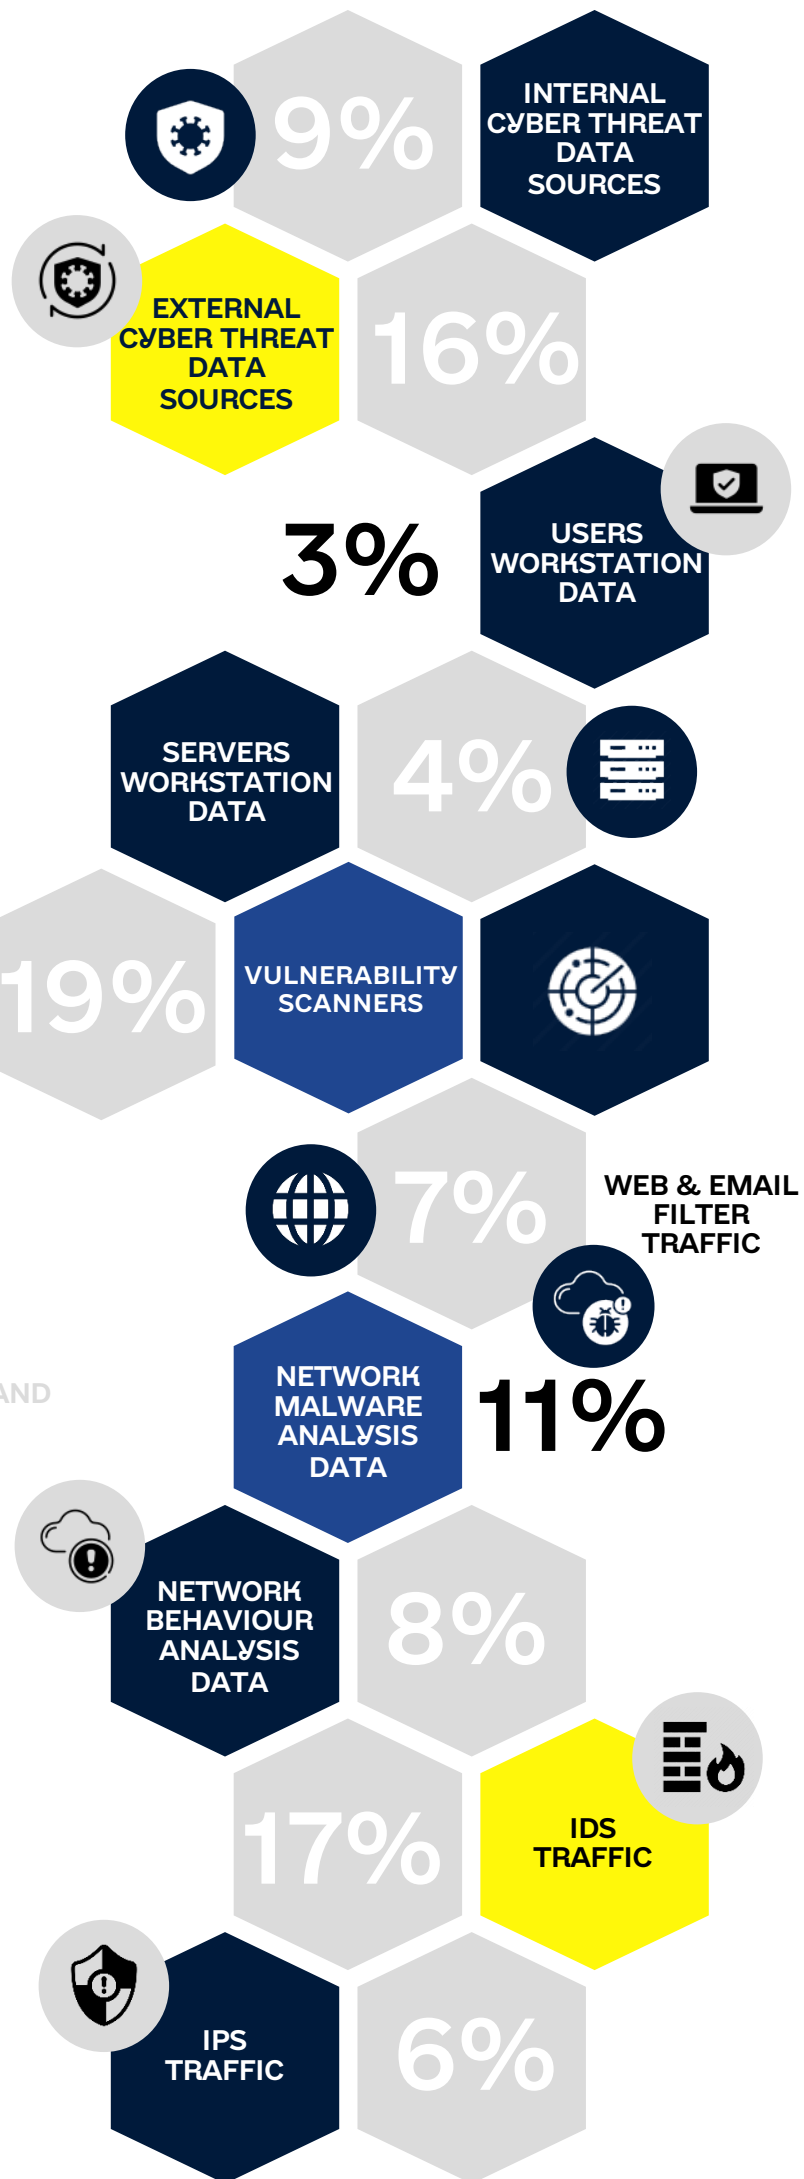 9%
INTERNAL
CYBER THREAT
DATA
SOURCES
EXTERNAL
CYBER THREAT
DATA
SOURCES
16%
3%
USERS
WORKSTATION
DATA
SERVERS
WORKSTATION
DATA
4%
19%
VULNERABILITY
SCANNERS
7%
WEB & EMAIL
FILTER
TRAFFIC
AND
NETWORK
MALWARE
ANALYSIS
DATA
11%
NETWORK
BEHAVIOUR
ANALYSIS
DATA
8%
17%
IDS
TRAFFIC
IPS
TRAFFIC
6%